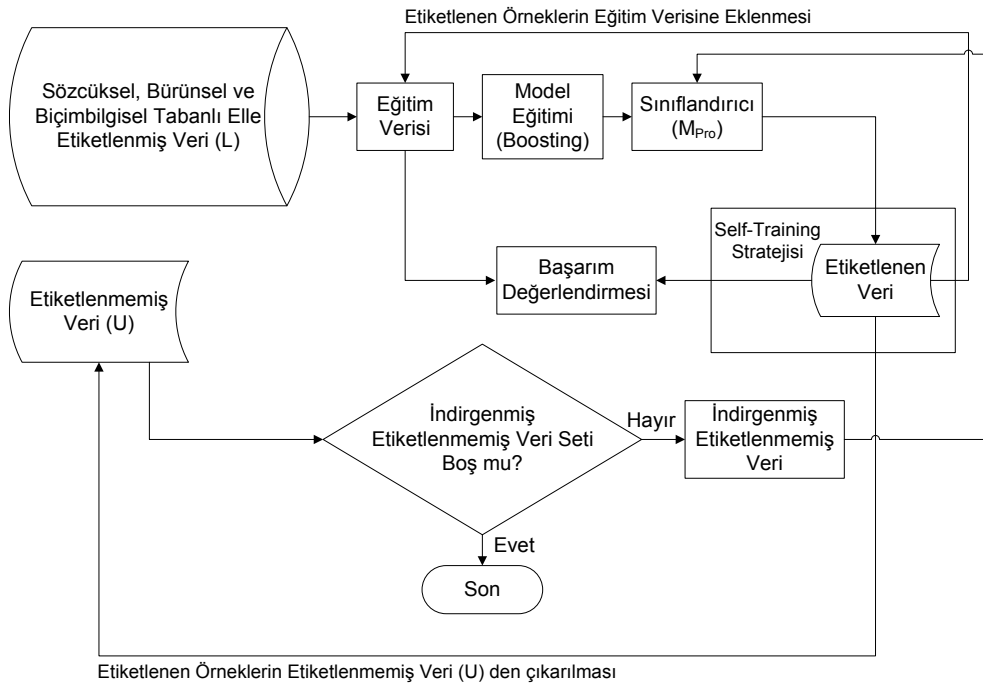 Etiketlenen Örneklerin Eğitim Verisine Eklenmesi
Sözcüksel, Bürünsel ve
Biçimbilgisel Tabanlı Elle
Etiketlenmiş Veri (L)
Eğitim
Verisi
Model
Eğitimi
(Boosting)
Sınıflandırıcı
(MPro)
Self-Training
Stratejisi
Etiketlenen
Veri
Başarım
Değerlendirmesi
Etiketlenmemiş
Veri (U)
İndirgenmiş
Etiketlenmemiş Veri Seti
Boş mu?
Hayır
İndirgenmiş
Etiketlenmemiş
Veri
Evet
Son
Etiketlenen Örneklerin Etiketlenmemiş Veri (U) den çıkarılması